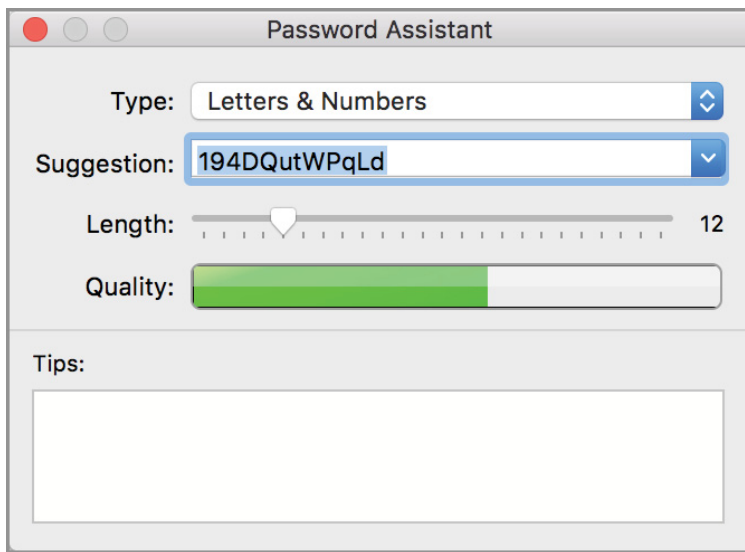 Password Assistant
Type: Letters & Numbers
Suggestion: 194DQutWPqLd
Length: 12
Quality:
Tips: